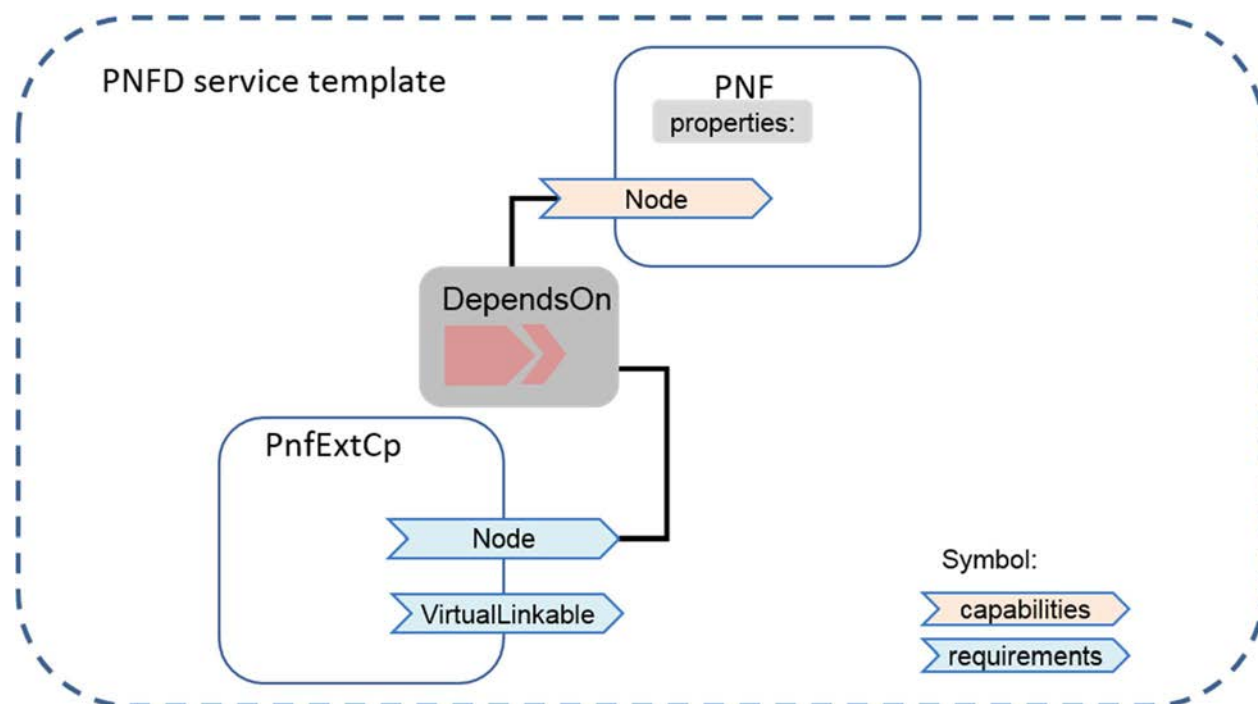 PNFD service template
PNF
properties:
Node
DependsOn
PnfExtCp
Node
VirtualLinkable
Symbol:
capabilities
requirements